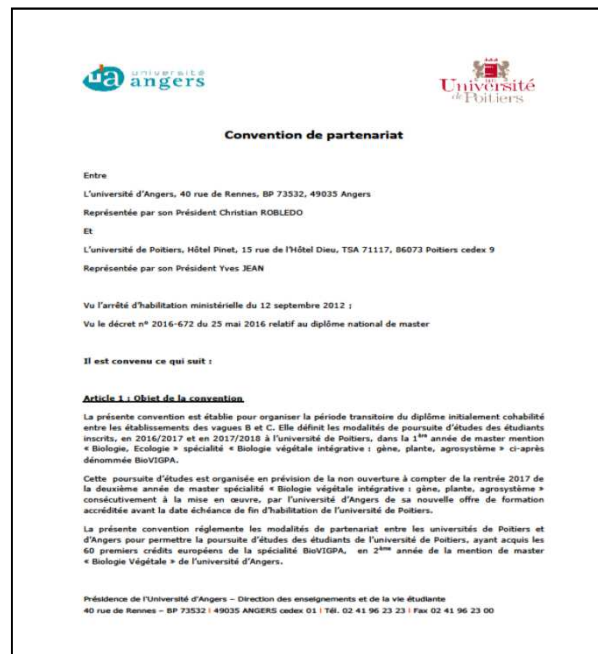 ua université
angers
Université
de Poitiers
Convention de partenariat
Entre
L'université d'Angers, 40 rue de Rennes, BP 73532, 49035 Angers
Représentée par son Président Christian ROBLEDO
Et
L'université de Poitiers, Hôtel Pinet, 15 rue de l'Hôtel Dieu, TSA 71117, 86073 Poitiers cedex 9
Représentée par son Président Yves JEAN
Vu l'arrêté d'habilitation ministérielle du 12 septembre 2012 ;
Vu le décret n° 2016-672 du 25 mai 2016 relatif au diplôme national de master
Il est convenu ce qui suit :
Article 1 : Objet de la convention
La présente convention est établie pour organiser la période transitoire du diplôme initialement cohabilité
entre les établissements des vagues B et C. Elle définit les modalités de poursuite d'études des étudiants
inscrits, en 2016/2017 et en 2017/2018 à l'université de Poitiers, dans la 1ère année de master mention
« Biologie, Ecologie » spécialité « Biologie végétale intégrative : gène, plante, agrosystème » ci-après
dénommée BioVIGPA.
Cette poursuite d'études est organisée en prévision de la non ouverture à compter de la rentrée 2017 de
la deuxième année de master spécialité « Biologie végétale intégrative : gène, plante, agrosystème »
consécutivement à la mise en œuvre, par l'université d'Angers de sa nouvelle offre de formation
accréditée avant la date échéance de fin d'habilitation de l'université de Poitiers.
La présente convention réglemente les modalités de partenariat entre les universités de Poitiers et
d'Angers pour permettre la poursuite d'études des étudiants de l'université de Poitiers, ayant acquis les
60 premiers crédits européens de la spécialité BioVIGPA, en 2ème année de la mention de master
« Biologie Végétale » de l'université d'Angers.
Présidence de l'Université d'Angers – Direction des enseignements et de la vie étudiante
40 rue de Rennes – BP 73532 I 49035 ANGERS cedex 01 I Tél. 02 41 96 23 23 I Fax 02 41 96 23 00